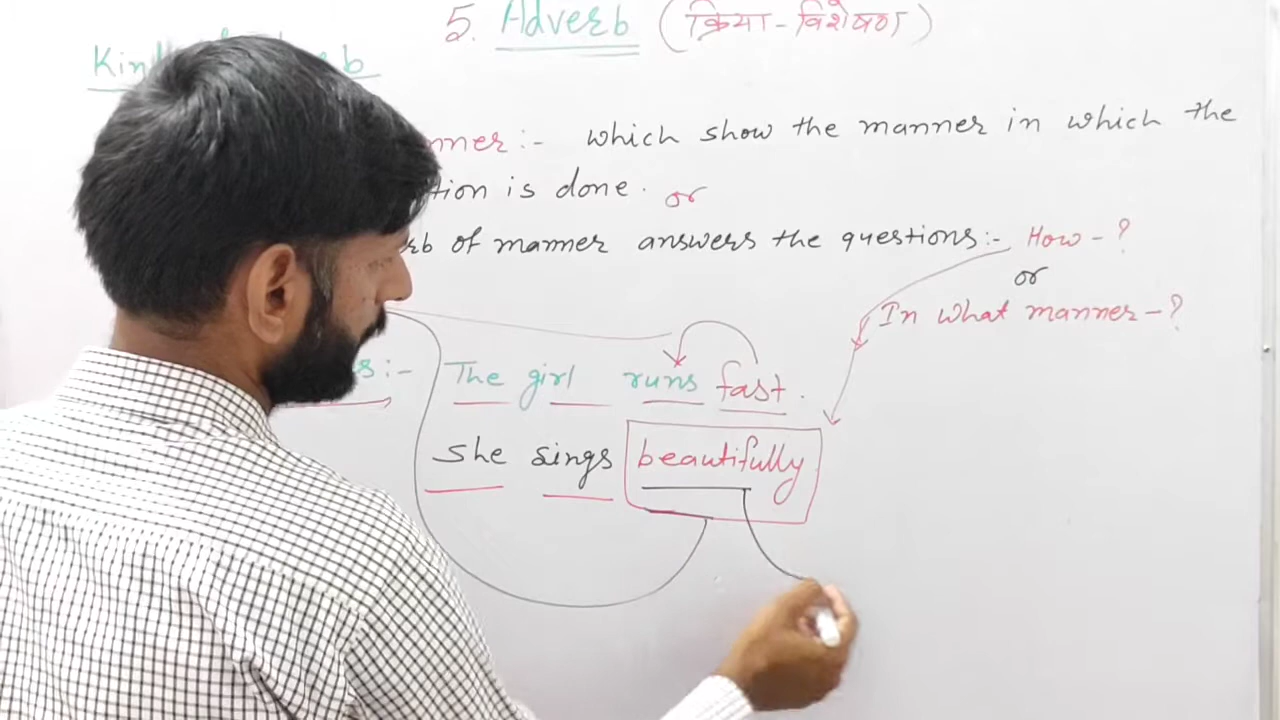 5. Adverb (क्रिया-विशेषण)
Kin b
nner:- which show the manner in which the
tion is done. or
rb of manner answers the questions:- How-?
or
In what manner-?
s:- The girl runs fast.
She sings beautifully